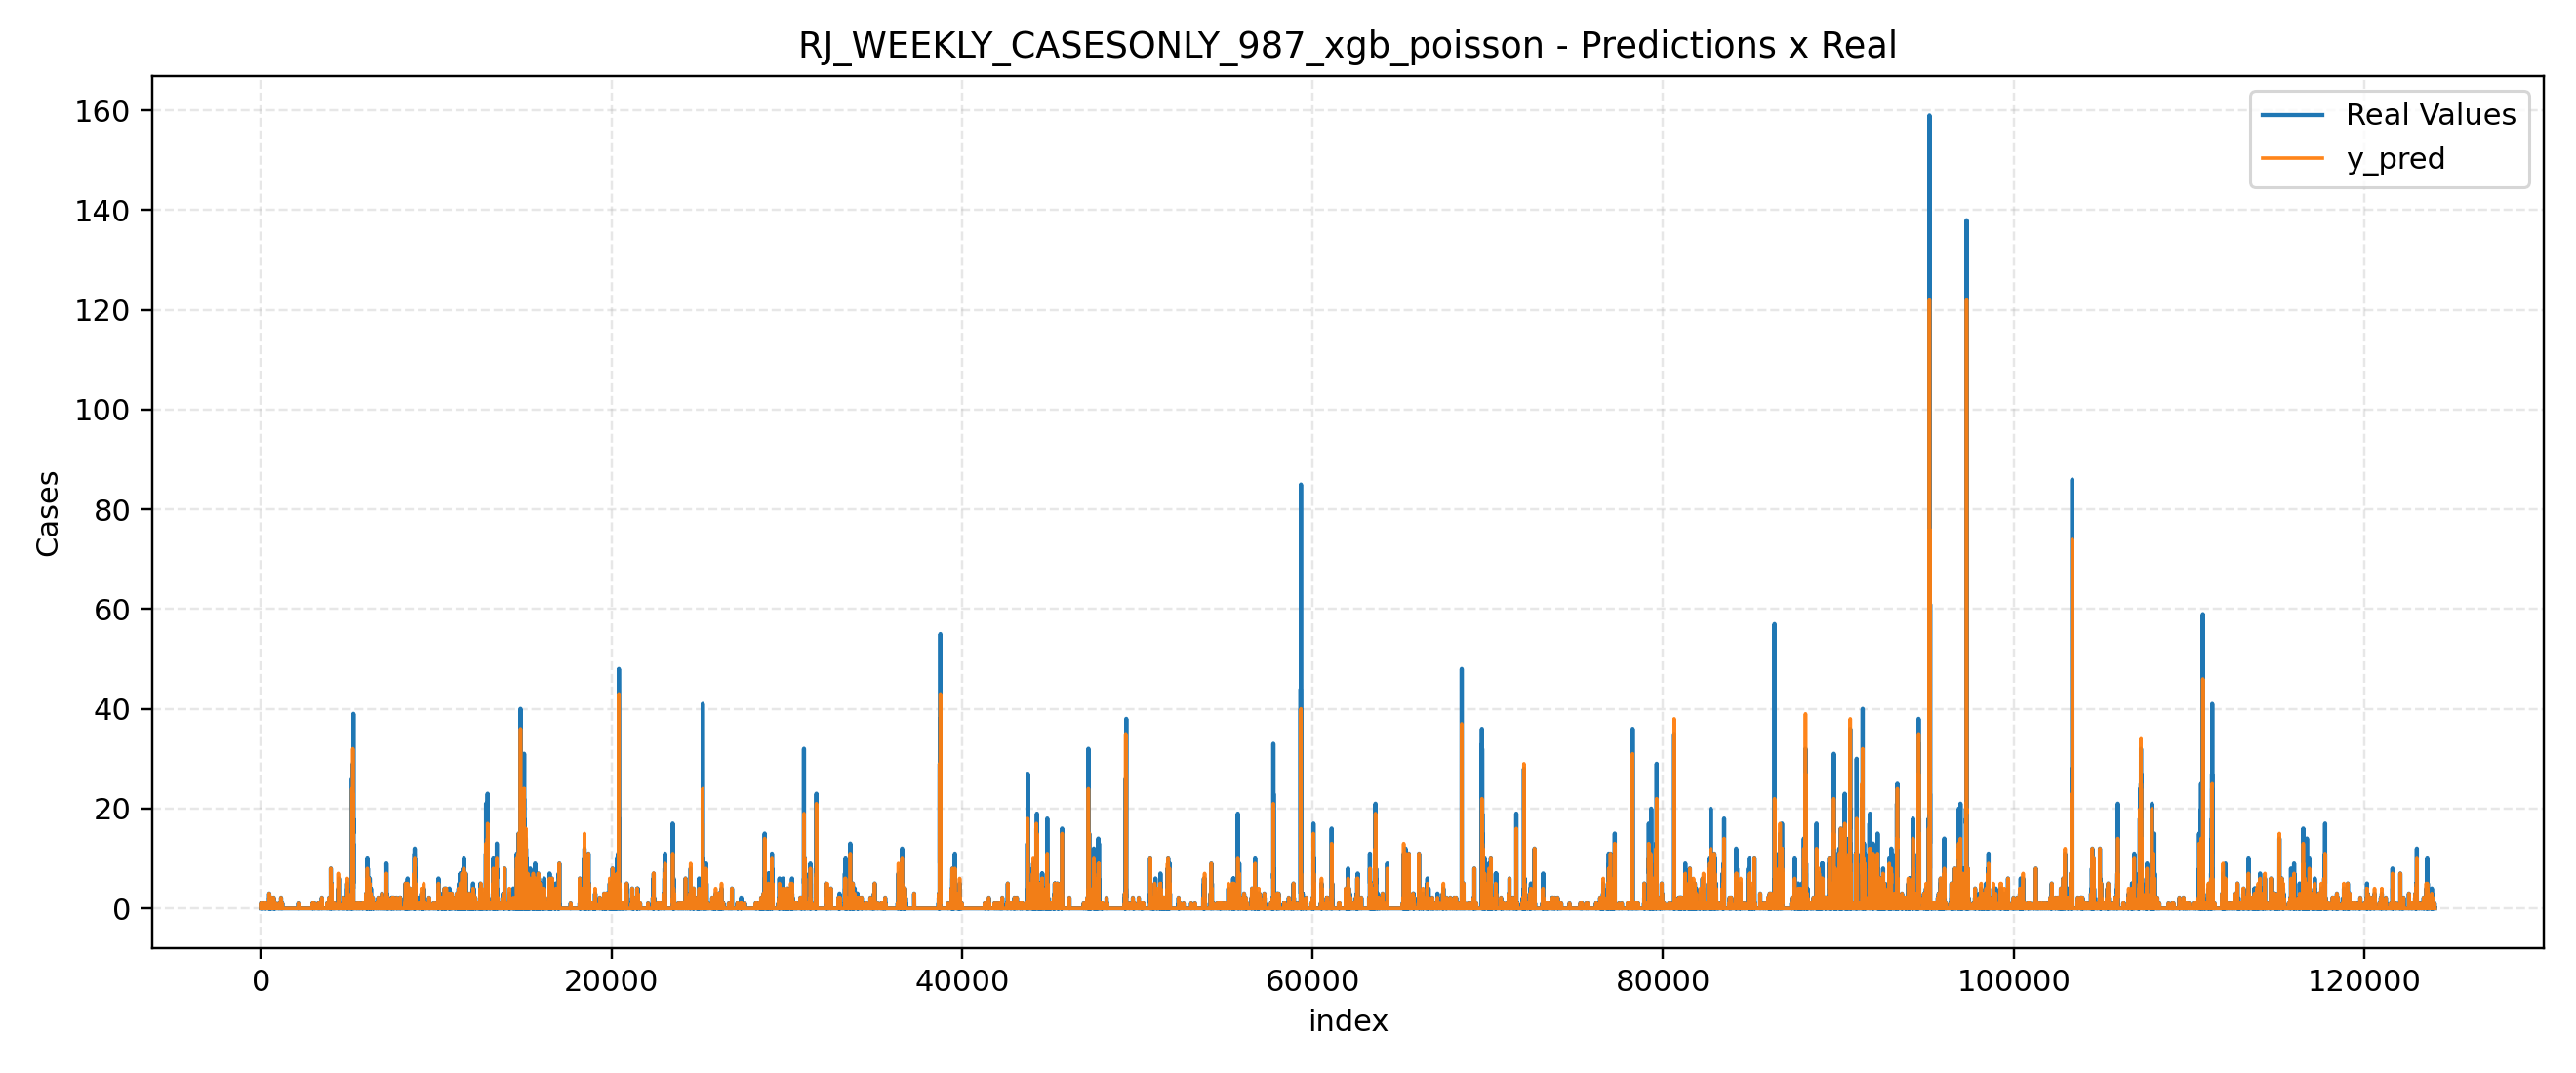 RJ_WEEKLY_CASESONLY_987_xgb_poisson - Predictions x Real
Real Values
y_pred
160
140
120
100
80
60
40
20
0
Cases
0 20000 40000 60000 80000 100000 120000
index